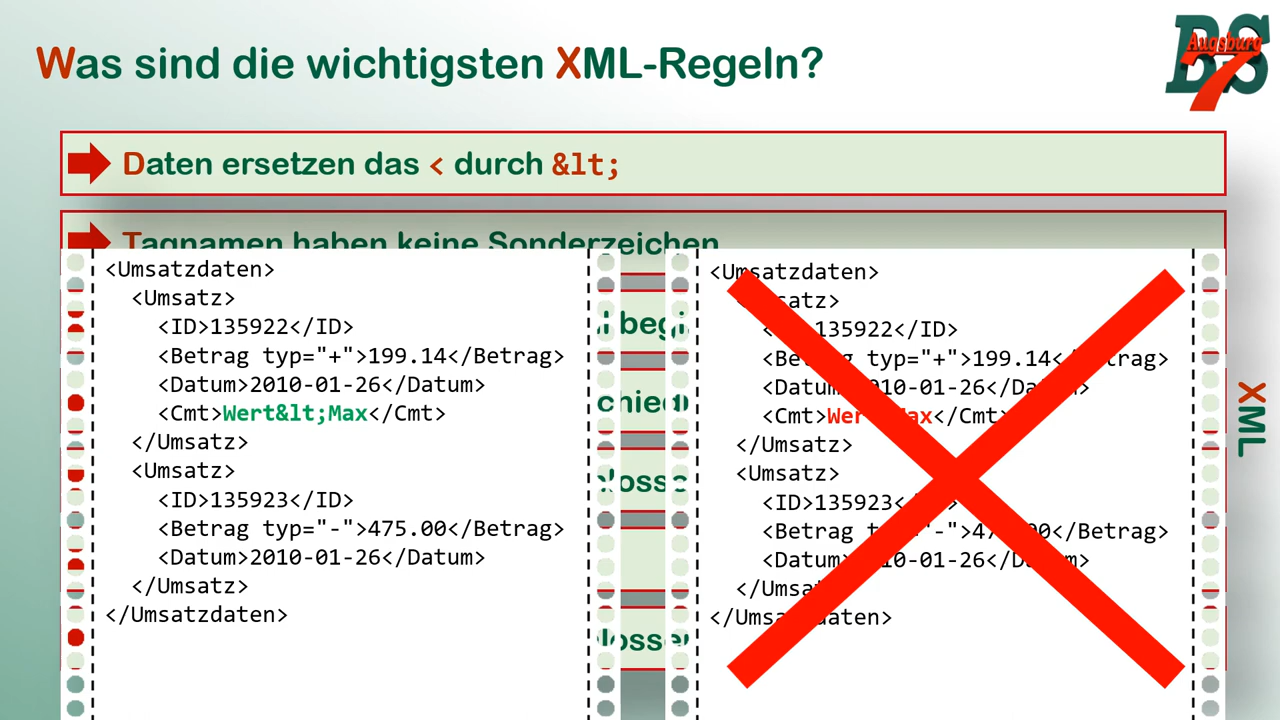 Was sind die wichtigsten XML-Regeln?
BS
Augsburg
7
Daten ersetzen das < durch &lt;
Tagnamen haben keine Sonderzeichen
<Umsatzdaten>
<Umsatz>
<ID>135922</ID>
<Betrag typ="+">199.14</Betrag>
<Datum>2010-01-26</Datum>
<Cmt>Wert&lt;Max</Cmt>
</Umsatz>
<Umsatz>
<ID>135923</ID>
<Betrag typ="-">475.00</Betrag>
<Datum>2010-01-26</Datum>
</Umsatz>
</Umsatzdaten>
<Umsatzdaten>
<Umsatz>
<ID>135922</ID>
<Betrag typ="+">199.14</Betrag>
<Datum>2010-01-26</Datum>
<Cmt>Wert<Max</Cmt>
</Umsatz>
<Umsatz>
<ID>135923</ID>
<Betrag typ="-">475.00</Betrag>
<Datum>2010-01-26</Datum>
</Umsatz>
</Umsatzdaten>
XML